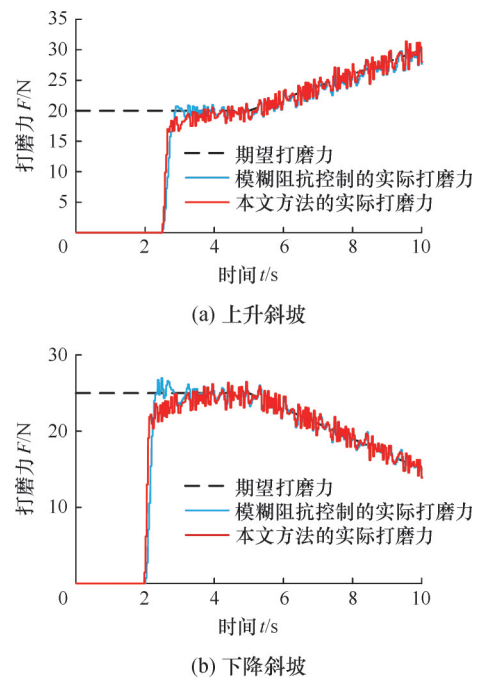 35
30
25
20
15
10
5
0
2
4
6
8
10
打磨力 F/N
期望打磨力
模糊阻抗控制的实际打磨力
本文方法的实际打磨力
时间 t/s
(a) 上升斜坡
30
20
10
0
2
4
6
8
10
打磨力 F/N
期望打磨力
模糊阻抗控制的实际打磨力
本文方法的实际打磨力
时间 t/s
(b) 下降斜坡